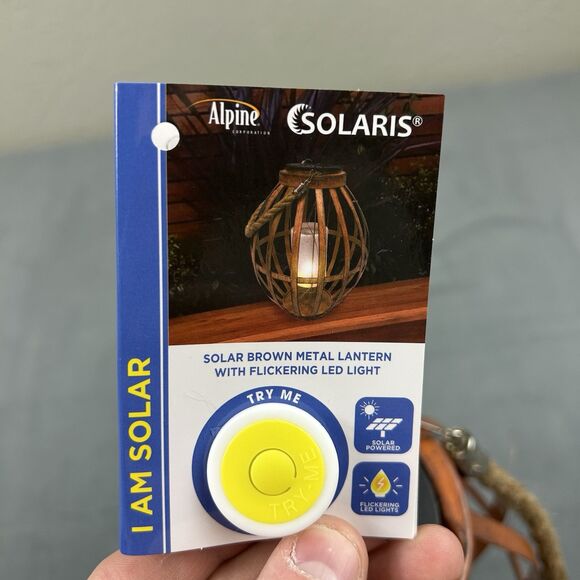 Alpine®
CORPORATION
SOLARIS®
I AM SOLAR
SOLAR BROWN METAL LANTERN
WITH FLICKERING LED LIGHT
TRY ME
TRY-ME
SOLAR
POWERED
FLICKERING
LED LIGHTS